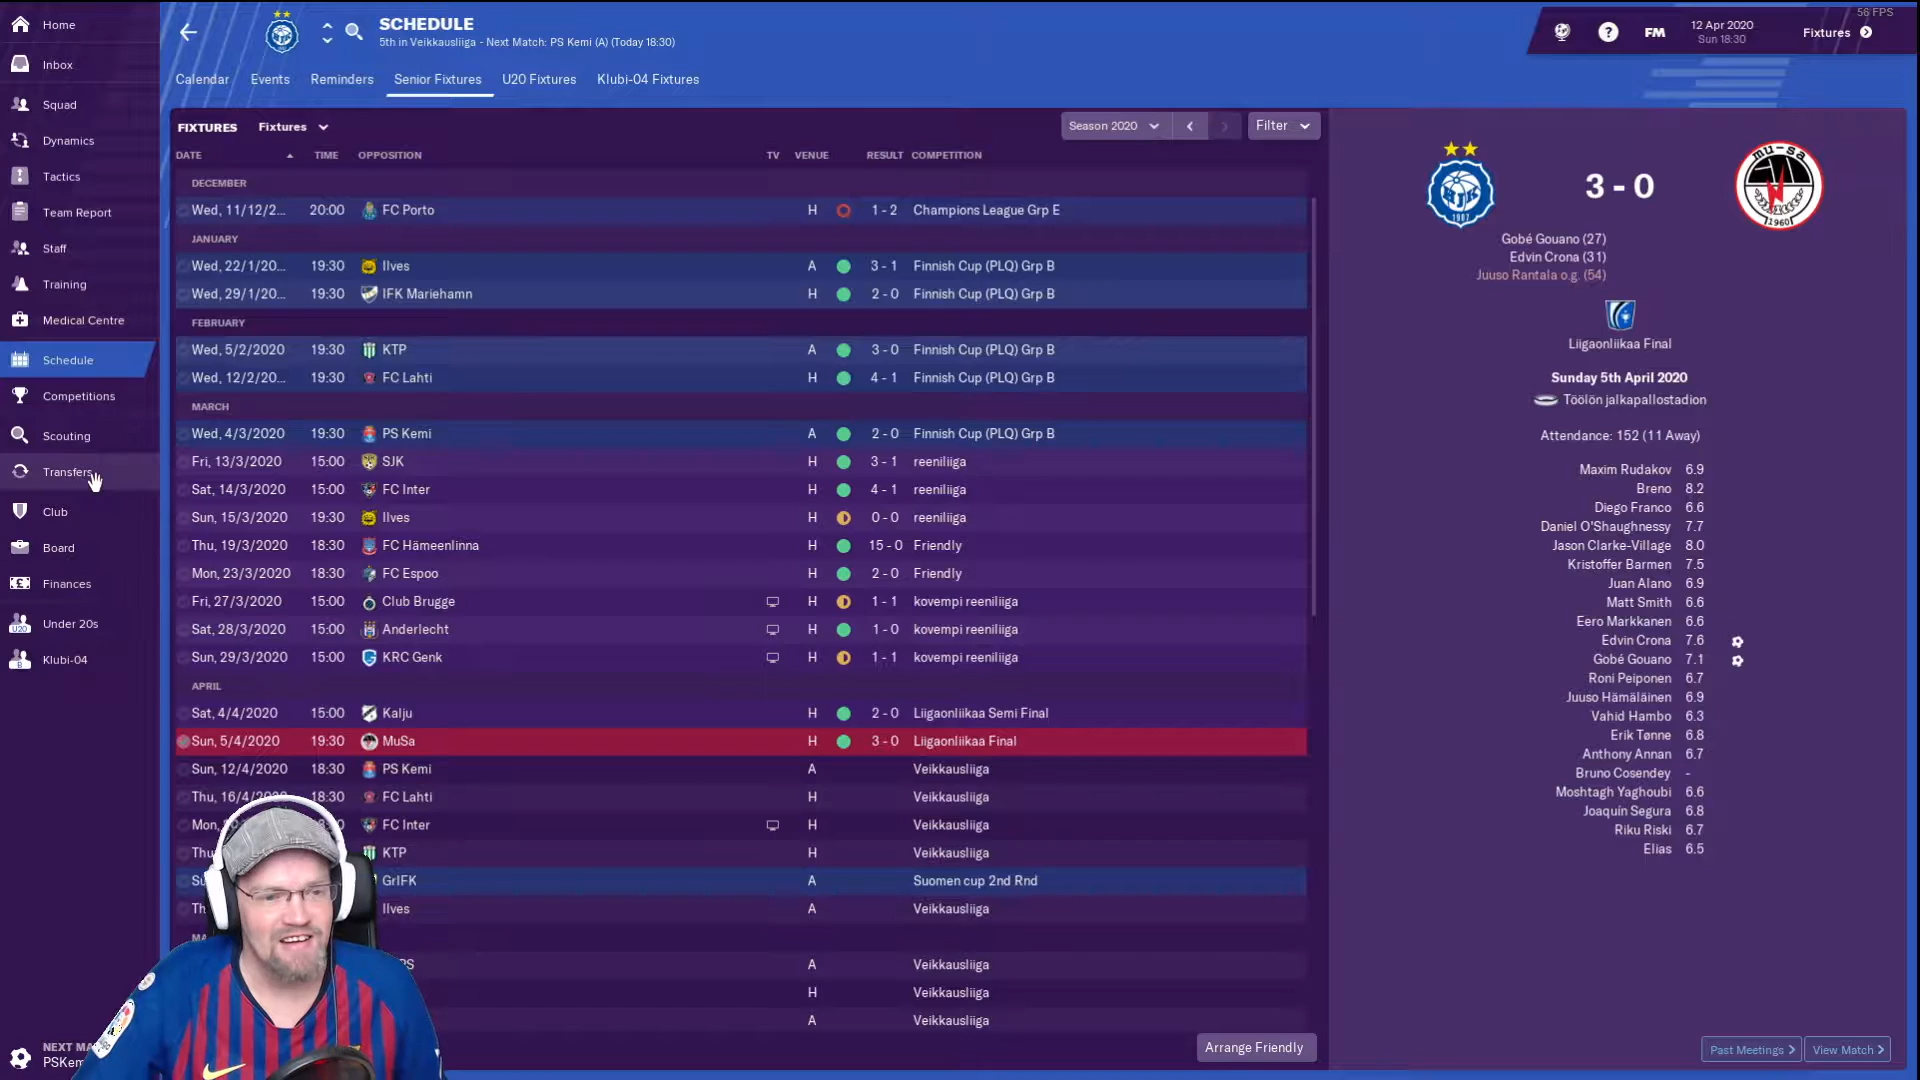 Home
Inbox
Squad
Dynamics
Tactics
Team Report
Staff
Training
Medical Centre
Schedule
Competitions
Scouting
Transfers
Club
Board
Finances
Under 20s
Klubi-04
NEXT MA
PSKem
SCHEDULE
5th in Veikkausliiga - Next Match: PS Kemi (A) (Today 18:30)
56 FPS
FM
12 Apr 2020
Sun 18:30
Fixtures
Calendar Events Reminders Senior Fixtures U20 Fixtures Klubi-04 Fixtures
FIXTURES Fixtures Season 2020 Filter
DATE TIME OPPOSITION TV VENUE RESULT COMPETITION
DECEMBER
Wed, 11/12/2... 20:00 FC Porto H 1 - 2 Champions League Grp E
JANUARY
Wed, 22/1/20... 19:30 Ilves A 3 - 1 Finnish Cup (PLQ) Grp B
Wed, 29/1/20... 19:30 IFK Mariehamn H 2 - 0 Finnish Cup (PLQ) Grp B
FEBRUARY
Wed, 5/2/2020 19:30 KTP A 3 - 0 Finnish Cup (PLQ) Grp B
Wed, 12/2/20... 19:30 FC Lahti H 4 - 1 Finnish Cup (PLQ) Grp B
MARCH
Wed, 4/3/2020 19:30 PS Kemi A 2 - 0 Finnish Cup (PLQ) Grp B
Fri, 13/3/2020 15:00 SJK H 3 - 1 reeniliiga
Sat, 14/3/2020 15:00 FC Inter H 4 - 1 reeniliiga
Sun, 15/3/2020 19:30 Ilves H 0 - 0 reeniliiga
Thu, 19/3/2020 18:30 FC Hämeenlinna H 15 - 0 Friendly
Mon, 23/3/2020 18:30 FC Espoo H 2 - 0 Friendly
Fri, 27/3/2020 15:00 Club Brugge H 1 - 1 kovempi reeniliiga
Sat, 28/3/2020 15:00 Anderlecht H 1 - 0 kovempi reeniliiga
Sun, 29/3/2020 15:00 KRC Genk H 1 - 1 kovempi reeniliiga
APRIL
Sat, 4/4/2020 15:00 Kalju H 2 - 0 Liigaonliikaa Semi Final
Sun, 5/4/2020 19:30 MuSa H 3 - 0 Liigaonliikaa Final
Sun, 12/4/2020 18:30 PS Kemi A Veikkausliiga
Thu, 16/4/2020 18:30 FC Lahti H Veikkausliiga
Mon, FC Inter H Veikkausliiga
Thu KTP H Veikkausliiga
Su GrIFK A Suomen cup 2nd Rnd
Th Ilves A Veikkausliiga
MA
PS A Veikkausliiga
H Veikkausliiga
A Veikkausliiga
Arrange Friendly
3 - 0
1907
mu-sa
1960
Gobé Gouano (27)
Edvin Crona (31)
Juuso Rantala o.g. (54)
Liigaonliikaa Final
Sunday 5th April 2020
Töölön jalkapallostadion
Attendance: 152 (11 Away)
Maxim Rudakov 6.9
Breno 8.2
Diego Franco 6.6
Daniel O'Shaughnessy 7.7
Jason Clarke-Village 8.0
Kristoffer Barmen 7.5
Juan Alano 6.9
Matt Smith 6.6
Eero Markkanen 6.6
Edvin Crona 7.6
Gobé Gouano 7.1
Roni Peiponen 6.7
Juuso Hämäläinen 6.9
Vahid Hambo 6.3
Erik Tønne 6.8
Anthony Annan 6.7
Bruno Cosendey -
Moshtagh Yaghoubi 6.6
Joaquín Segura 6.8
Riku Riski 6.7
Elias 6.5
Past Meetings View Match